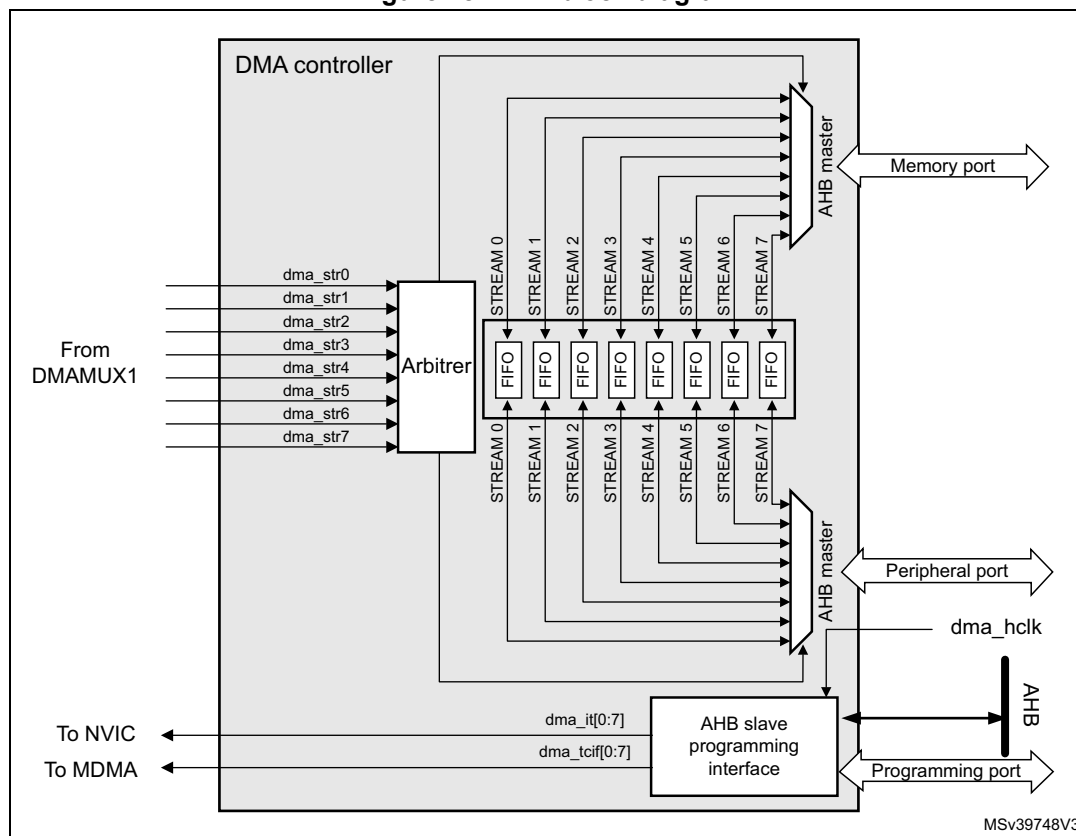 DMA controller
AHB master
Memory port
STREAM 0
STREAM 1
STREAM 2
STREAM 3
STREAM 4
STREAM 5
STREAM 6
STREAM 7
dma_str0
dma_str1
dma_str2
dma_str3
dma_str4
dma_str5
dma_str6
dma_str7
From
DMAMUX1
Arbitrer
FIFO
FIFO
FIFO
FIFO
FIFO
FIFO
FIFO
FIFO
STREAM 0
STREAM 1
STREAM 2
STREAM 3
STREAM 4
STREAM 5
STREAM 6
STREAM 7
AHB master
Peripheral port
dma_hclk
AHB
To NVIC
dma_it[0:7]
To MDMA
dma_tcif[0:7]
AHB slave
programming
interface
Programming port
MSv39748V3